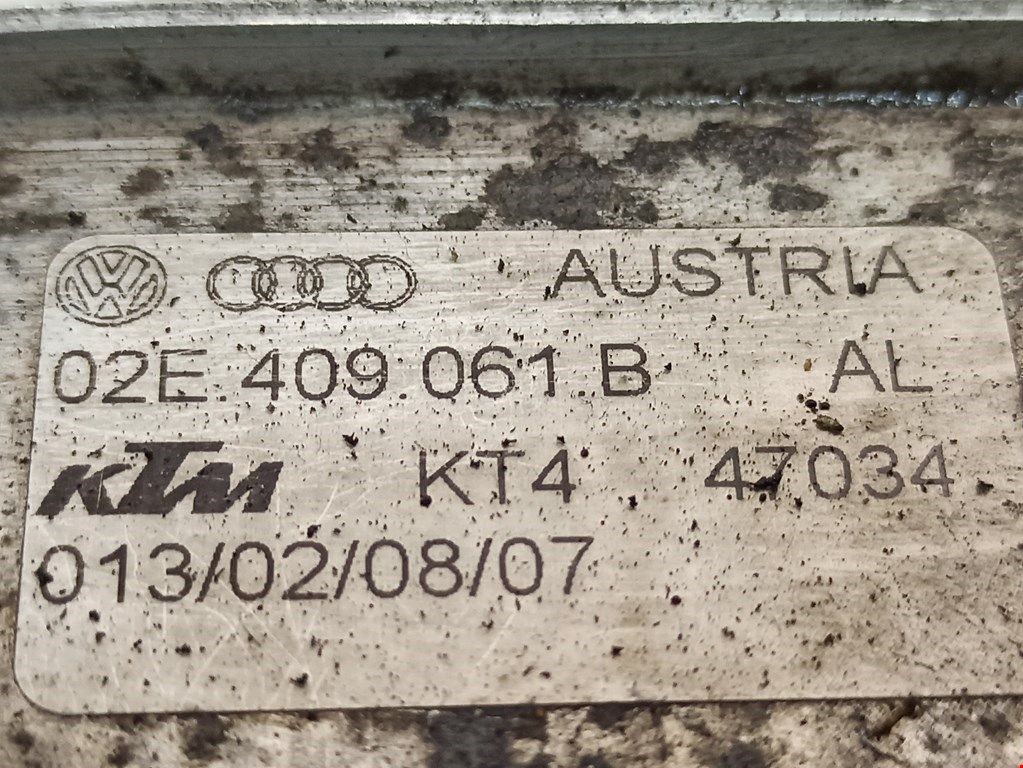 AUSTRIA
02E.409.061.B AL
KTM KT4 47034
013/02/08/07